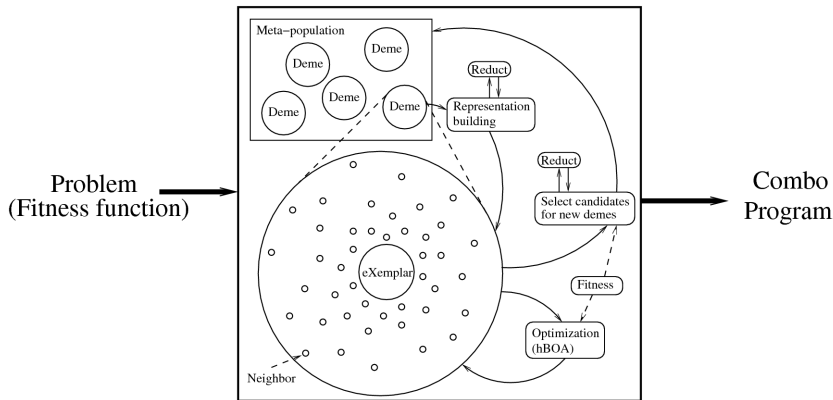 Problem
(Fitness function)
Meta-population
Deme
Deme
Deme
Deme
Deme
Reduct
Representation
building
Reduct
Select candidates
for new demes
eXemplar
Fitness
Optimization
(hBOA)
Neighbor
Combo
Program